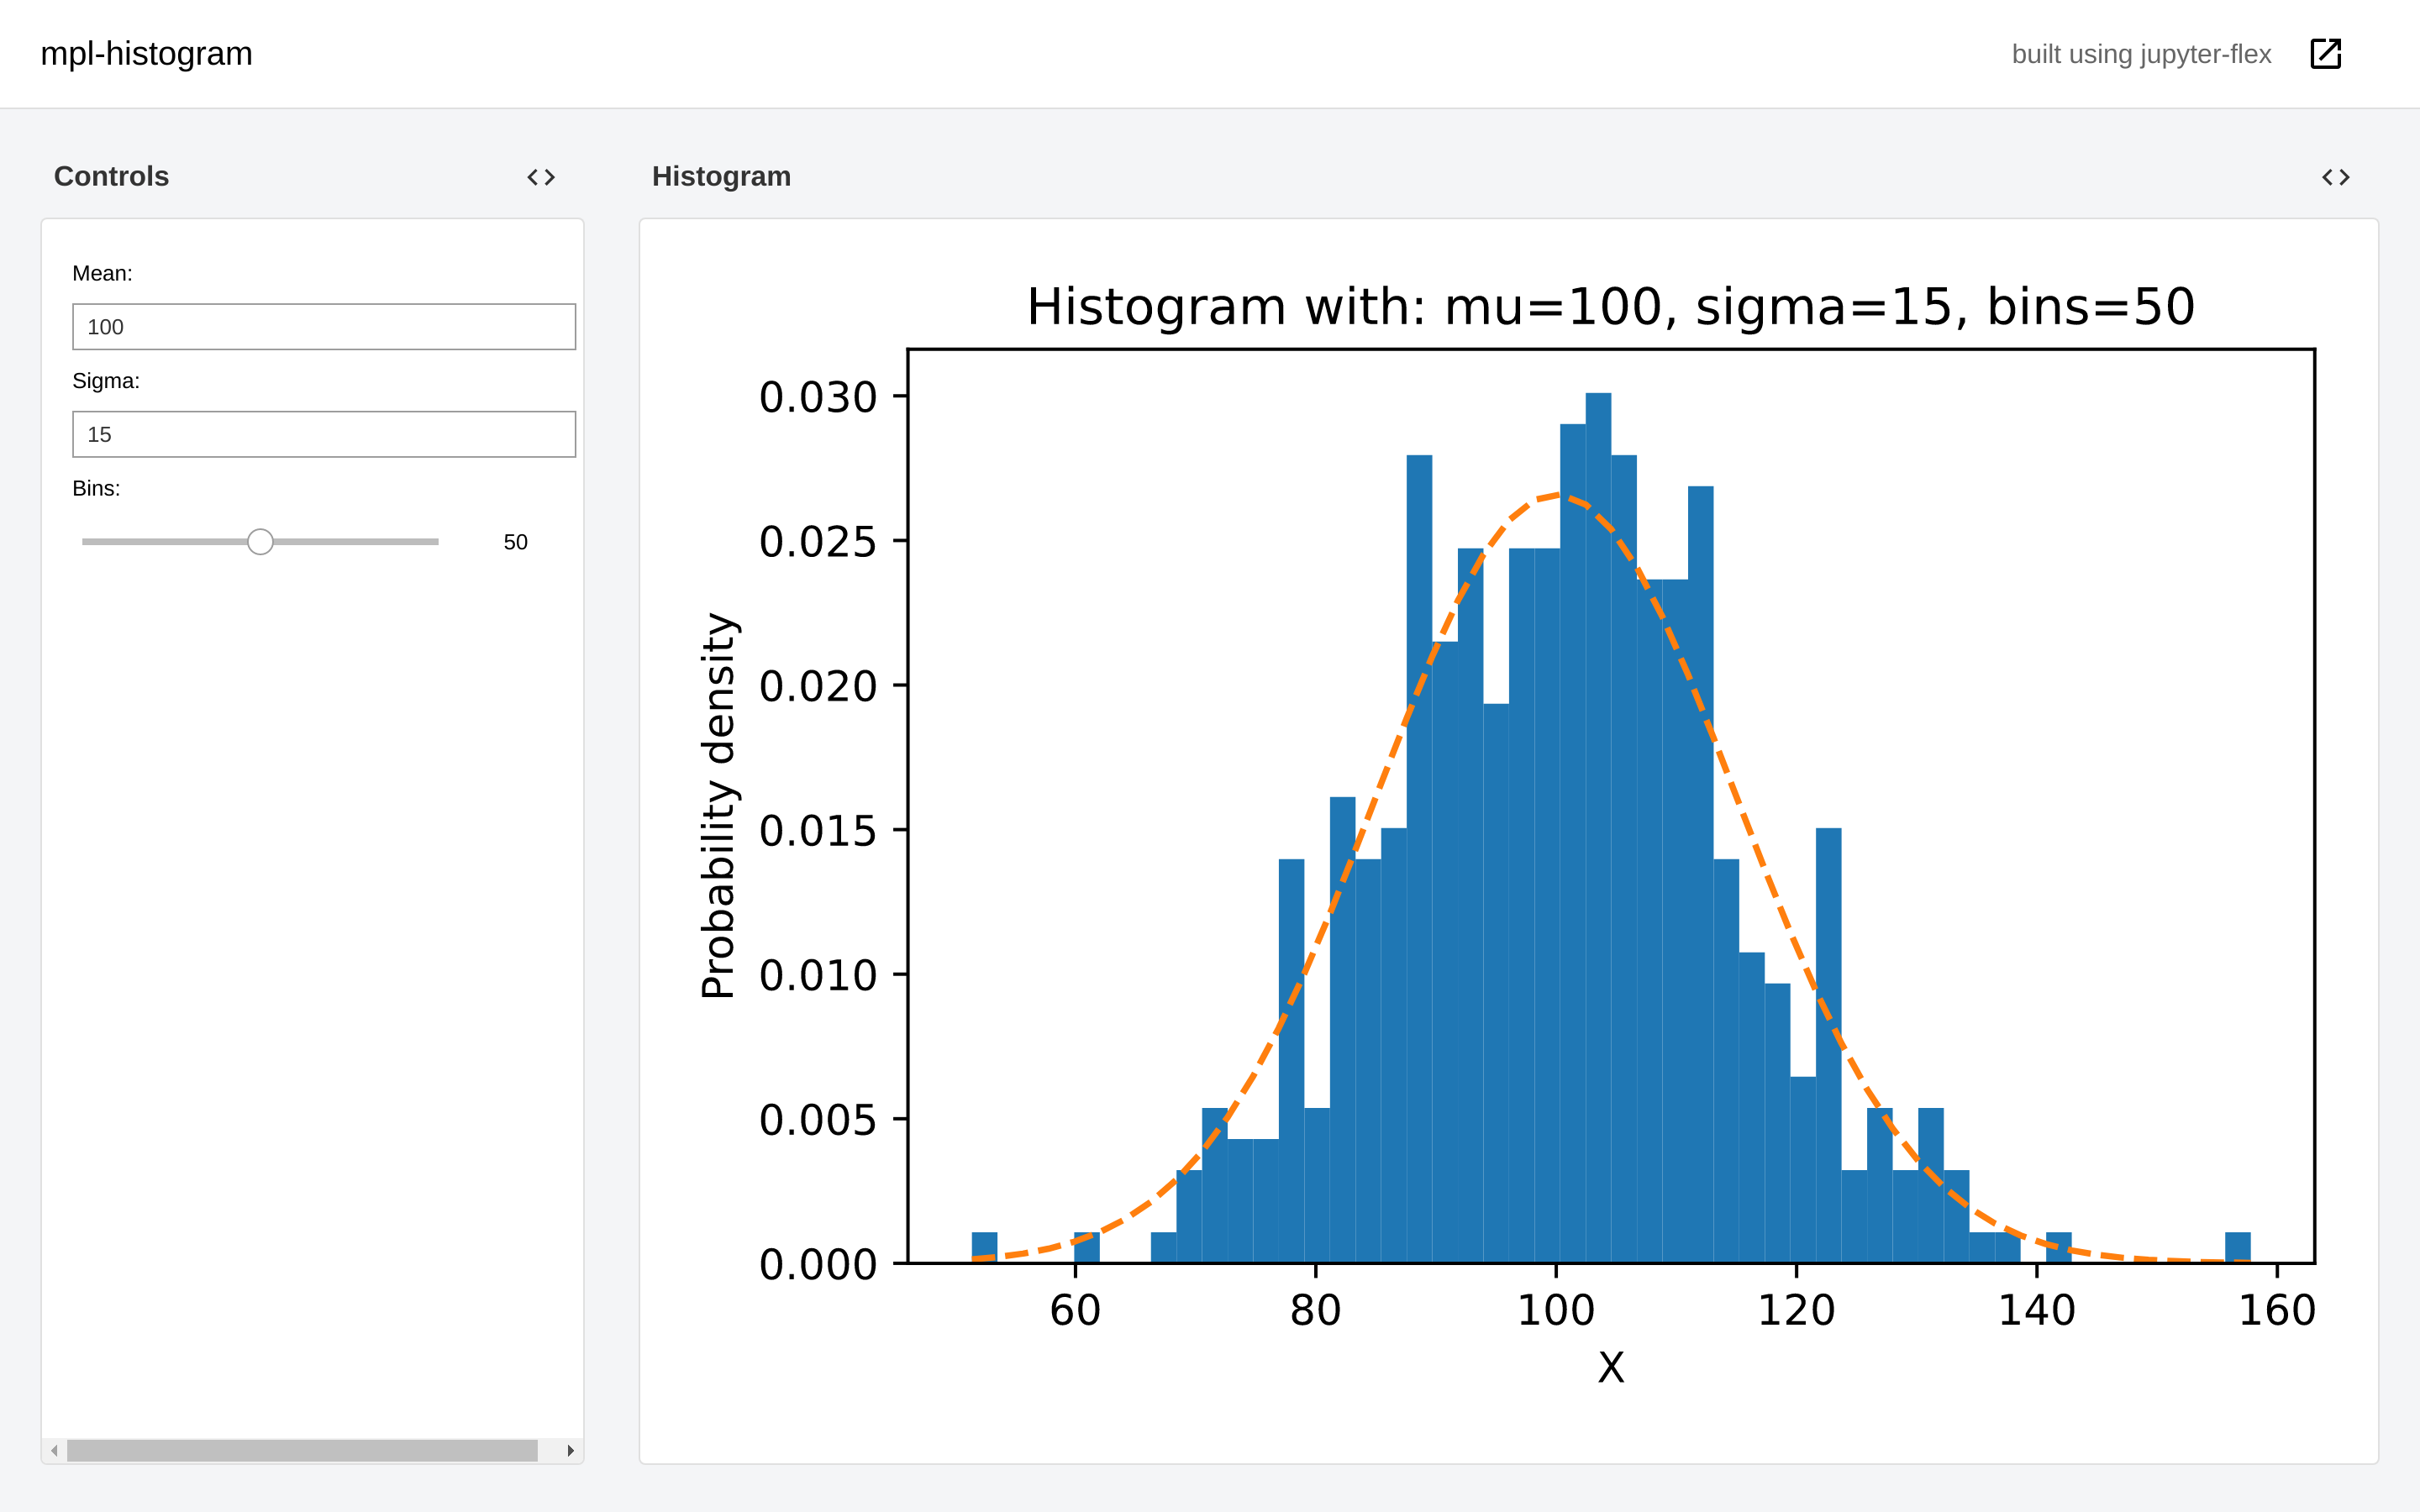 mpl-histogram
built using jupyter-flex
Controls
Mean:
100
Sigma:
15
Bins:
50
Histogram
Histogram with: mu=100, sigma=15, bins=50
Probability density
0.030
0.025
0.020
0.015
0.010
0.005
0.000
60 80 100 120 140 160
X